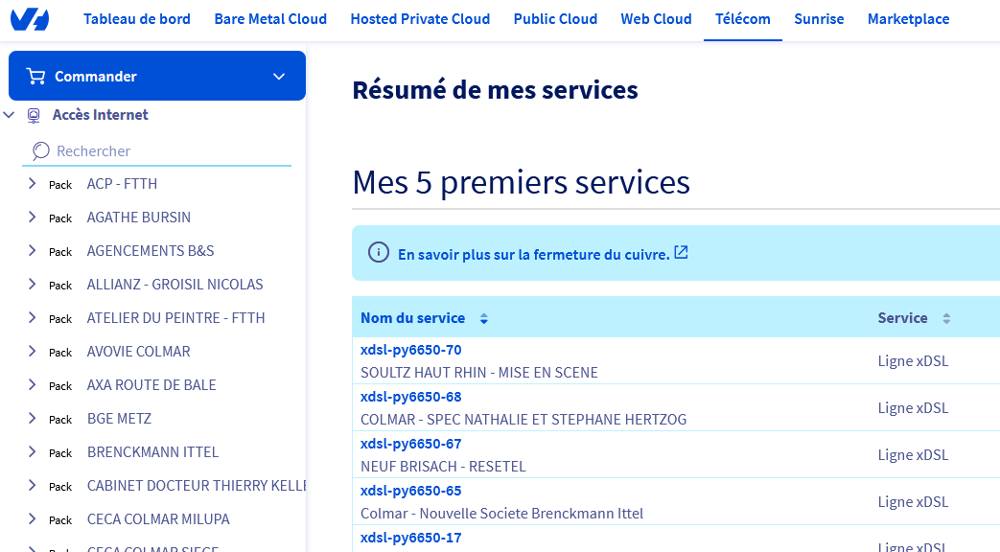 Tableau de bord Bare Metal Cloud Hosted Private Cloud Public Cloud Web Cloud Télécom Sunrise Marketplace
Commander
Accès Internet
Rechercher
Pack ACP - FTTH
Pack AGATHE BURSIN
Pack AGENCEMENTS B&S
Pack ALLIANZ - GROISIL NICOLAS
Pack ATELIER DU PEINTRE - FTTH
Pack AVOVIE COLMAR
Pack AXA ROUTE DE BALE
Pack BGE METZ
Pack BRENCKMANN ITTEL
Pack CABINET DOCTEUR THIERRY KELLE
Pack CECA COLMAR MILUPA
Pack CECA COLMAR SIEGE
Résumé de mes services
Mes 5 premiers services
En savoir plus sur la fermeture du cuivre.
Nom du service Service
xdsl-py6650-70
SOULTZ HAUT RHIN - MISE EN SCENE
Ligne xDSL
xdsl-py6650-68
COLMAR - SPEC NATHALIE ET STEPHANE HERTZOG
Ligne xDSL
xdsl-py6650-67
NEUF BRISACH - RESETEL
Ligne xDSL
xdsl-py6650-65
Colmar - Nouvelle Societe Brenckmann Ittel
Ligne xDSL
xdsl-py6650-17
Ligne xDSL